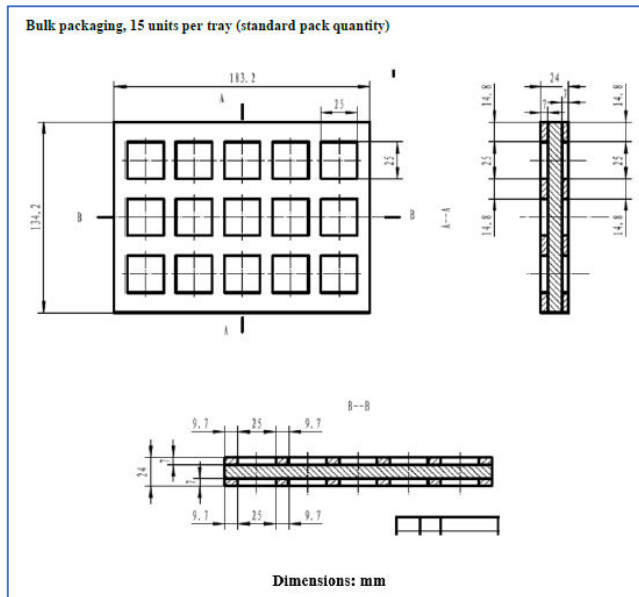 Bulk packaging, 15 units per tray (standard pack quantity)
183.2
A
25
25
134.2
B
B
A
24
7
7
14.8
14.8
25
25
14.8
14.8
A--A
B--B
9.7
25
9.7
24
7
7
9.7
25
9.7
Dimensions: mm